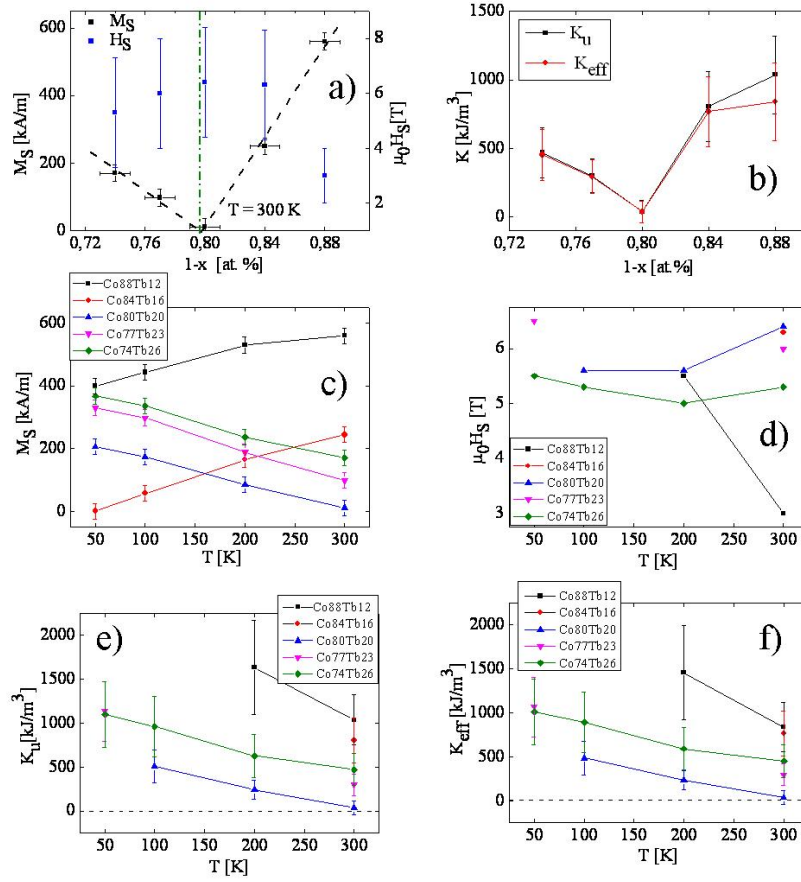 M_S
H_S
a)
M_S [kA/m]
600
400
200
0
μ₀H_S[T]
8
6
4
2
T = 300 K
0,72 0,76 0,80 0,84 0,88
1-x [at.%]
K_u
K_eff
b)
K [kJ/m³]
1500
1000
500
0
0,72 0,76 0,80 0,84 0,88
1-x [at.%]
Co88Tb12
Co84Tb16
Co80Tb20
Co77Tb23
Co74Tb26
c)
M_S [kA/m]
600
400
200
0
50 100 150 200 250 300
T [K]
d)
μ₀H_S [T]
6
5
4
3
Co88Tb12
Co84Tb16
Co80Tb20
Co77Tb23
Co74Tb26
50 100 150 200 250 300
T [K]
e)
Co88Tb12
Co84Tb16
Co80Tb20
Co77Tb23
Co74Tb26
K_u[kJ/m³]
2000
1500
1000
500
0
50 100 150 200 250 300
T [K]
Co88Tb12
Co84Tb16
Co80Tb20
Co77Tb23
Co74Tb26
f)
K_eff[kJ/m³]
2000
1500
1000
500
0
50 100 150 200 250 300
T [K]